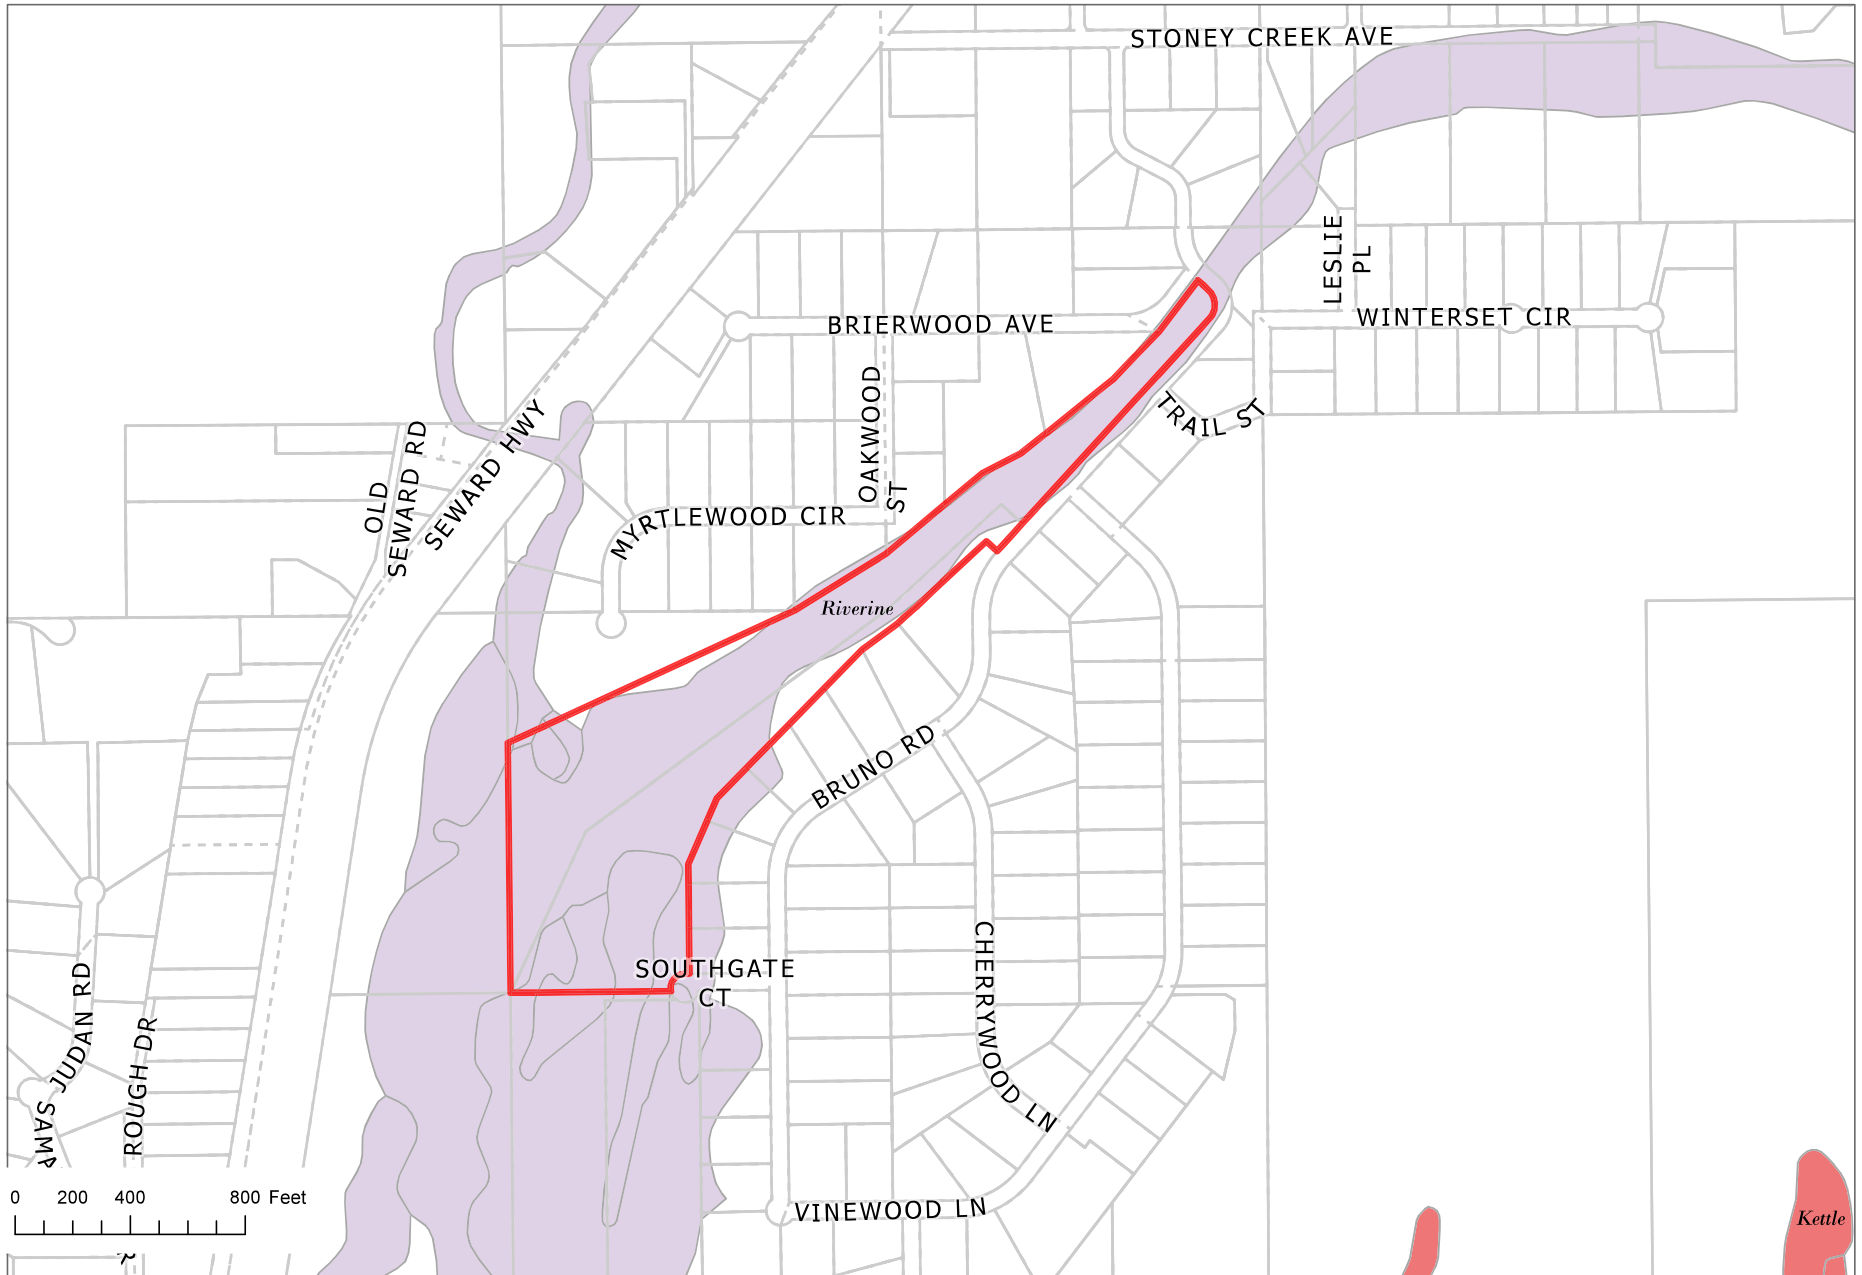 STONEY CREEK AVE
LESLIE
PL
WINTERSET CIR
BRIERWOOD AVE
OAKWOOD
ST
TRAIL ST
SEWARD HWY
OLD
SEWARD RD
MYRTLEWOOD CIR
Riverine
BRUNO RD
SOUTHGATE
CT
CHERRYWOOD LN
JUDAN RD
ROUGH DR
SAMA
VINEWOOD LN
Kettle
0 200 400 800 Feet